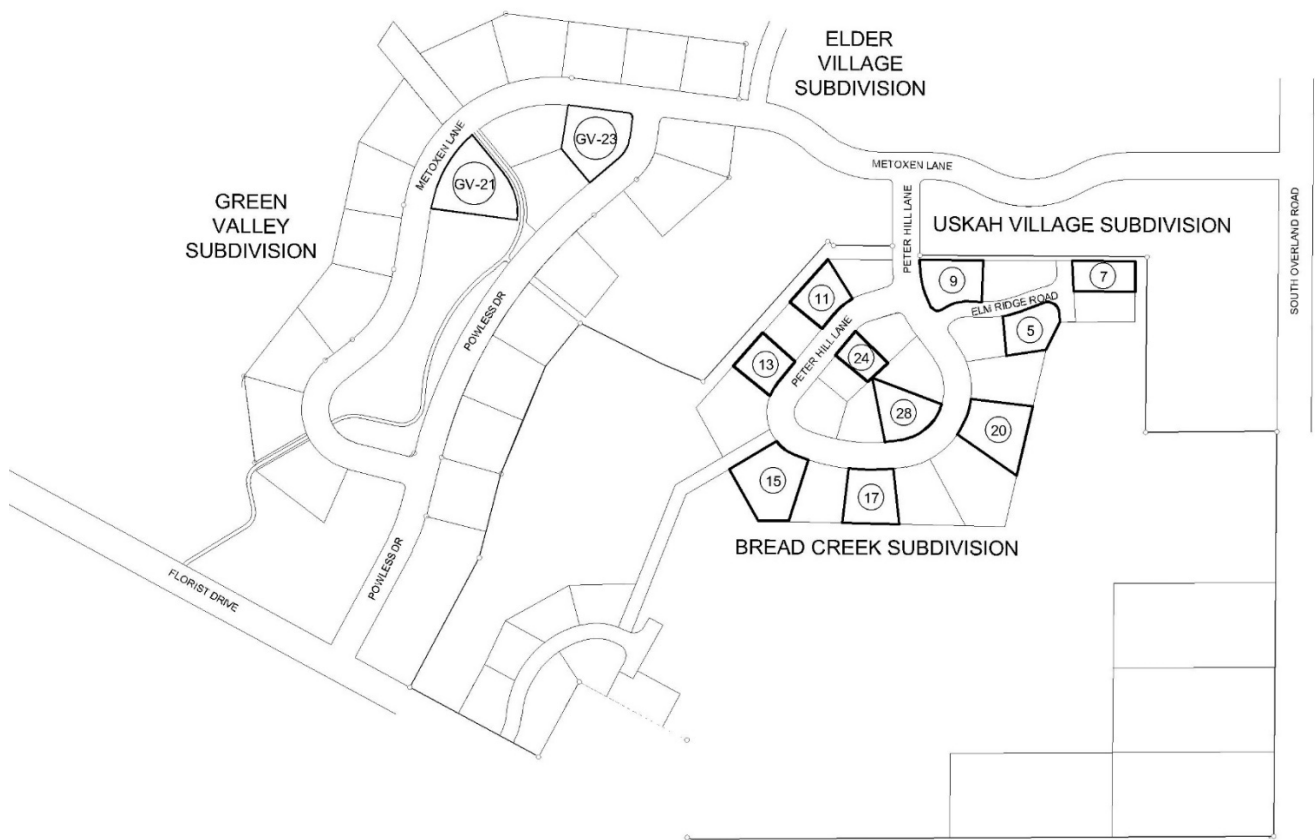 ELDER
VILLAGE
SUBDIVISION
GV-23
METOXEN LANE
METOXEN LANE
GV-21
GREEN
VALLEY
SUBDIVISION
PETER HILL LANE
USKAH VILLAGE SUBDIVISION
SOUTH OVERLAND ROAD
9
7
11
ELM RIDGE ROAD
POWLESS DR
5
13
PETER HILL LANE
24
28
20
15
17
BREAD CREEK SUBDIVISION
POWLESS DR
FLORIST DRIVE